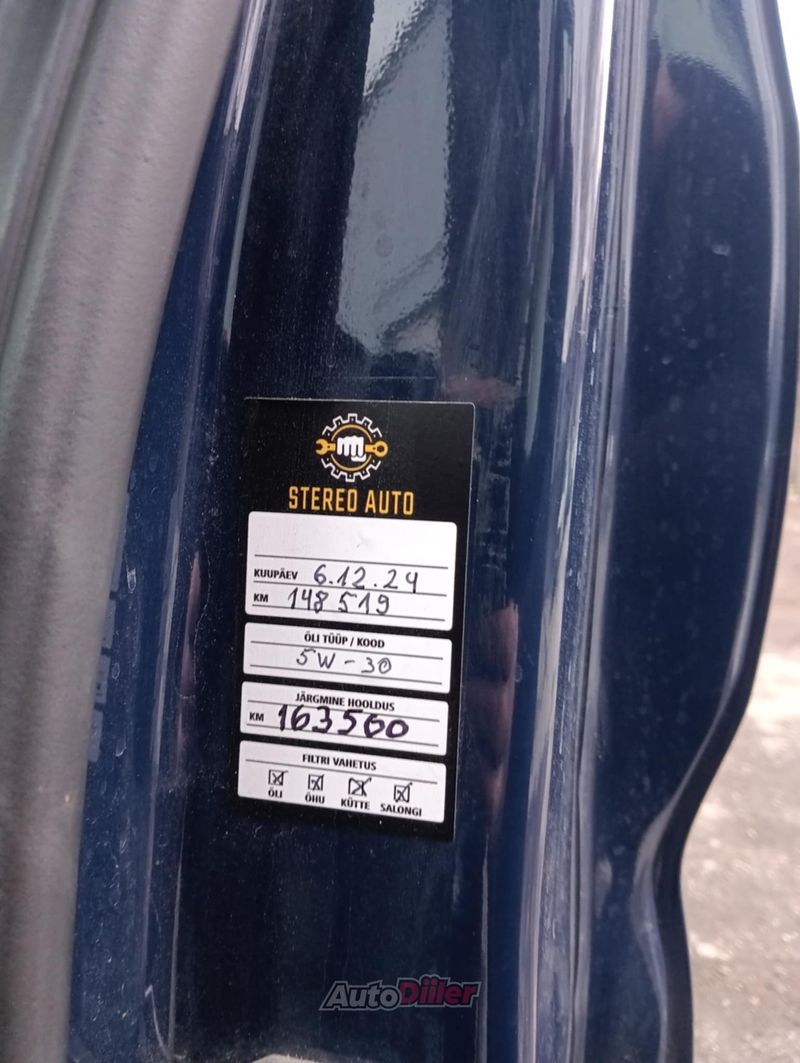 STEREO AUTO
KUUPÄEV 6.12.24
KM 148 519
ÕLI TÜÜP / KOOD
5W-30
JÄRGMINE HOOLDUS
KM 163500
FILTRI VAHETUS
ÕLI ÕHU KÜTTE SALONGI
AutoDiiler